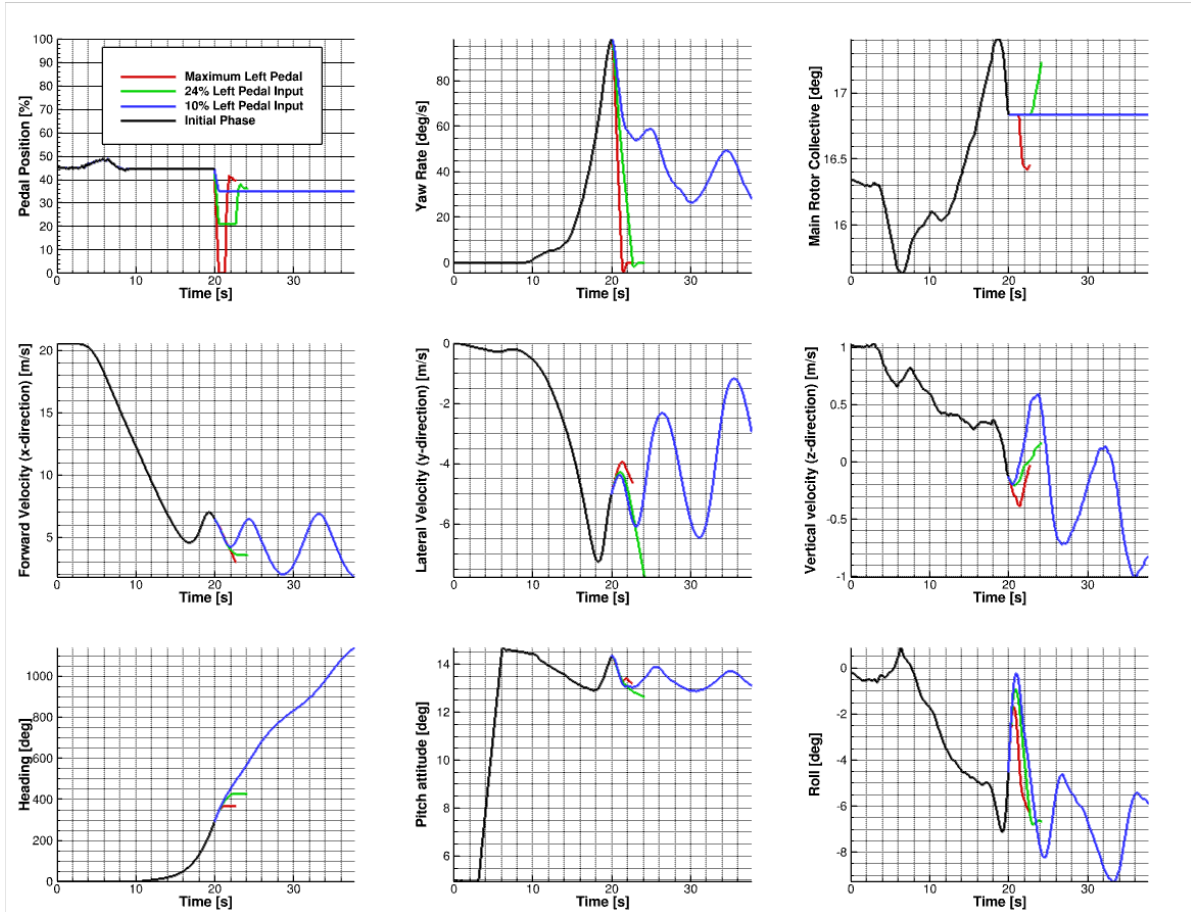 Pedal Position [%]
100
90
80
70
60
50
40
30
20
10
0
Maximum Left Pedal
24% Left Pedal Input
10% Left Pedal Input
Initial Phase
0 10 20 30
Time [s]
Yaw Rate [deg/s]
80
60
40
20
0
0 10 20 30
Time [s]
Main Rotor Collective [deg]
17
16.5
16
0 10 20 30
Time [s]
Forward Velocity (x-direction) [m/s]
20
15
10
5
0 10 20 30
Time [s]
Lateral Velocity (y-direction) [m/s]
0
-2
-4
-6
0 10 20 30
Time [s]
Vertical velocity (z-direction) [m/s]
1
0.5
0
-0.5
-1
0 10 20 30
Time [s]
Heading [deg]
1000
800
600
400
200
0
0 10 20 30
Time [s]
Pitch attitude [deg]
14
12
10
8
6
0 10 20 30
Time [s]
Roll [deg]
0
-2
-4
-6
-8
0 10 20 30
Time [s]